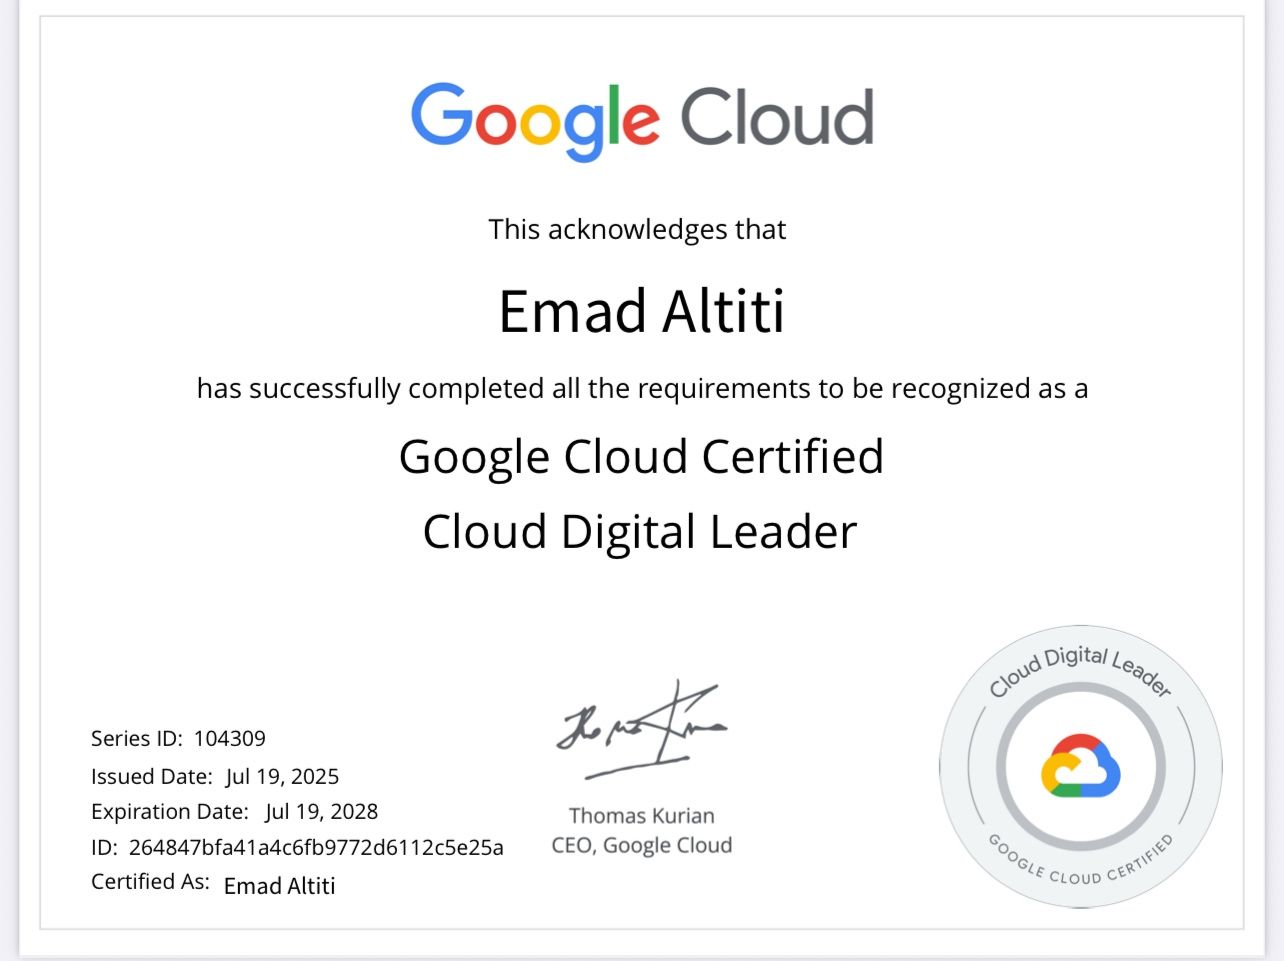 Google Cloud
This acknowledges that
Emad Altiti
has successfully completed all the requirements to be recognized as a
Google Cloud Certified
Cloud Digital Leader
Series ID: 104309
Issued Date: Jul 19, 2025
Expiration Date: Jul 19, 2028
ID: 264847bfa41a4c6fb9772d6112c5e25a
Certified As: Emad Altiti
Thomas Kurian
CEO, Google Cloud
Cloud Digital Leader
GOOGLE CLOUD CERTIFIED